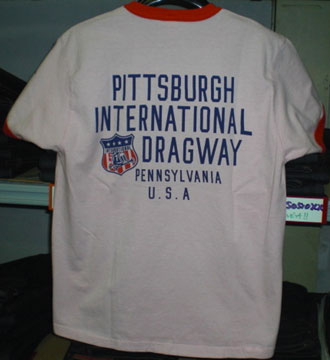 PITTSBURGH
INTERNATIONAL
DRAGWAY
PENNSYLVANIA
U.S.A